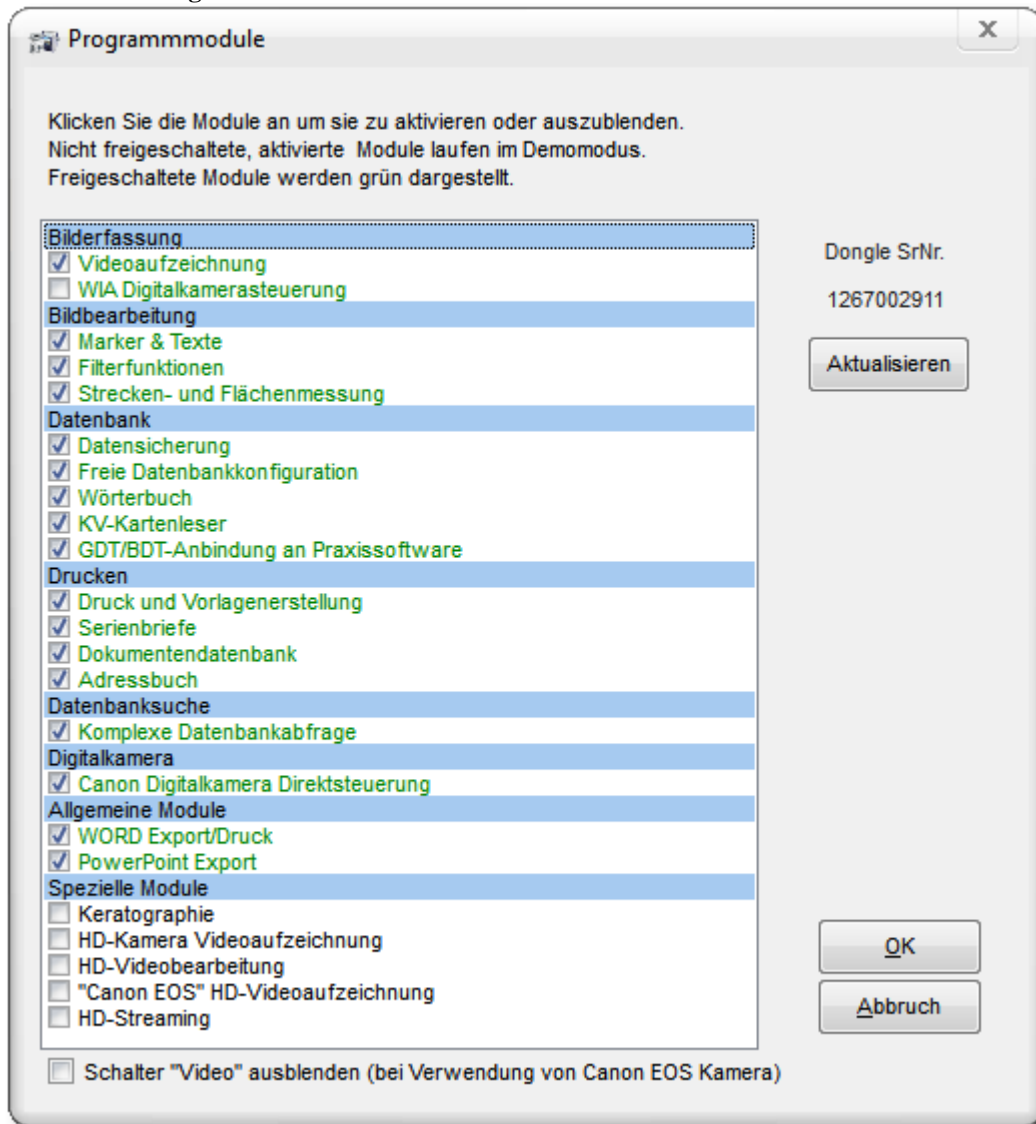 Programmmodule
Klicken Sie die Module an um sie zu aktivieren oder auszublenden.
Nicht freigeschaltete, aktivierte Module laufen im Demomodus.
Freigeschaltete Module werden grün dargestellt.
Bilderfassung
Videoaufzeichnung
WIA Digitalkamerasteuerung
Bildbearbeitung
Marker & Texte
Filterfunktionen
Strecken- und Flächenmessung
Datenbank
Datensicherung
Freie Datenbankkonfiguration
Wörterbuch
KV-Kartenleser
GDT/BDT-Anbindung an Praxissoftware
Drucken
Druck und Vorlagenerstellung
Serienbriefe
Dokumentendatenbank
Adressbuch
Datenbanksuche
Komplexe Datenbankabfrage
Digitalkamera
Canon Digitalkamera Direktsteuerung
Allgemeine Module
WORD Export/Druck
PowerPoint Export
Spezielle Module
Keratographie
HD-Kamera Videoaufzeichnung
HD-Videobearbeitung
"Canon EOS" HD-Videoaufzeichnung
HD-Streaming
Schalter "Video" ausblenden (bei Verwendung von Canon EOS Kamera)
Dongle SrNr.
1267002911
Aktualisieren
OK
Abbruch